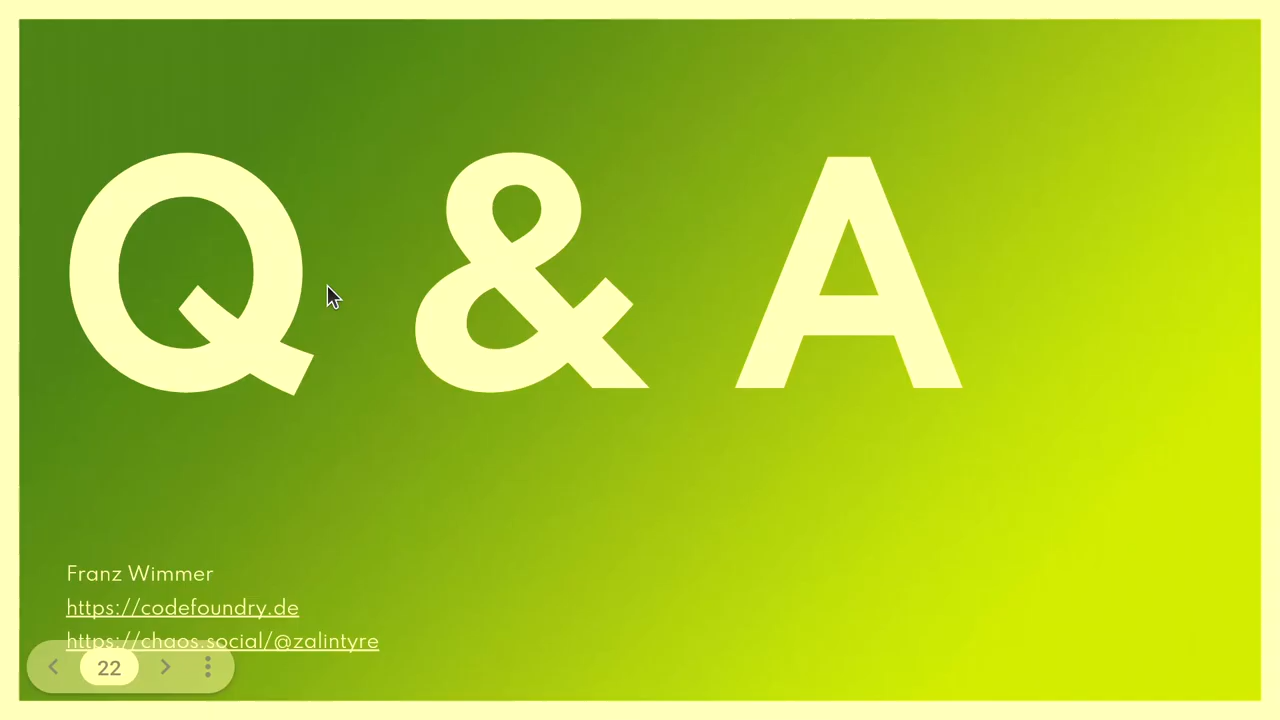 Q & A
Franz Wimmer
https://codefoundry.de
https://chaos.social/@zalintyre
22